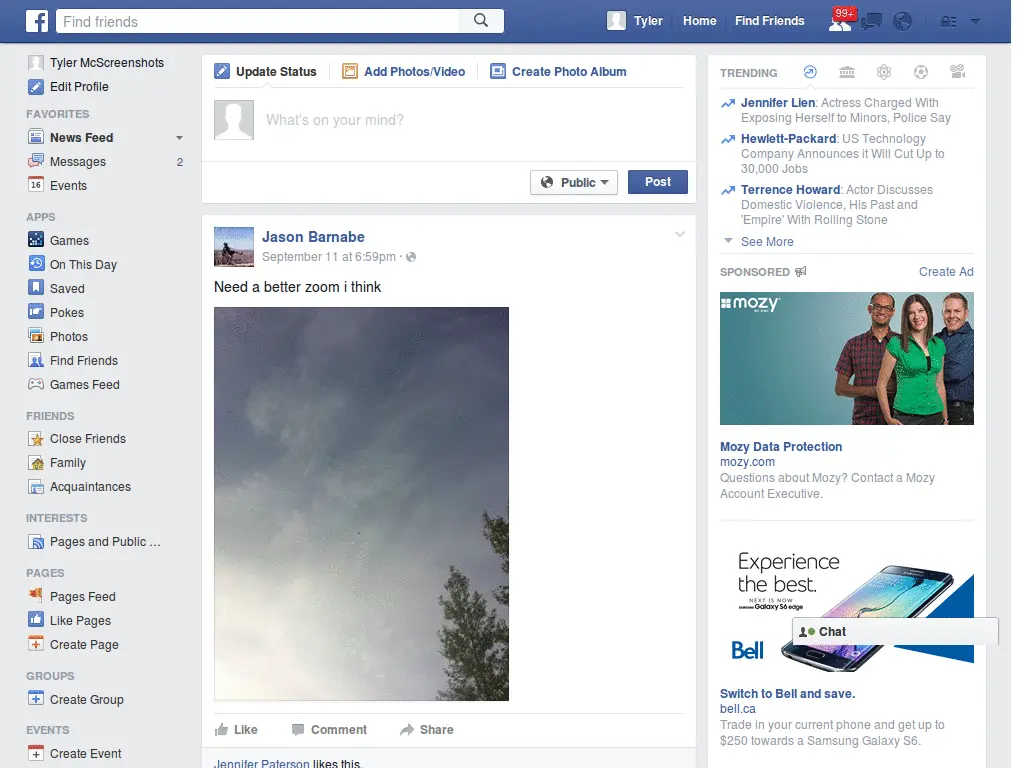 Find friends
Tyler
Home
Find Friends
99+
Tyler McScreenshots
Edit Profile
FAVORITES
News Feed
Messages 2
16 Events
APPS
Games
On This Day
Saved
Pokes
Photos
Find Friends
Games Feed
FRIENDS
Close Friends
Family
Acquaintances
INTERESTS
Pages and Public ...
PAGES
Pages Feed
Like Pages
Create Page
GROUPS
Create Group
EVENTS
Create Event
Update Status
Add Photos/Video
Create Photo Album
What's on your mind?
Public
Post
Jason Barnabe
September 11 at 6:59pm ·
Need a better zoom i think
Like
Comment
Share
Jennifer Paterson likes this.
TRENDING
Jennifer Lien: Actress Charged With
Exposing Herself to Minors, Police Say
Hewlett-Packard: US Technology
Company Announces it Will Cut Up to
30,000 Jobs
Terrence Howard: Actor Discusses
Domestic Violence, His Past and
'Empire' With Rolling Stone
See More
SPONSORED
Create Ad
mozy
BY EMC
Mozy Data Protection
mozy.com
Questions about Mozy? Contact a Mozy
Account Executive.
Experience
the best.
NEXT IS NOW
SAMSUNG Galaxy S6 edge
Chat
Bell
Switch to Bell and save.
bell.ca
Trade in your current phone and get up to
$250 towards a Samsung Galaxy S6.